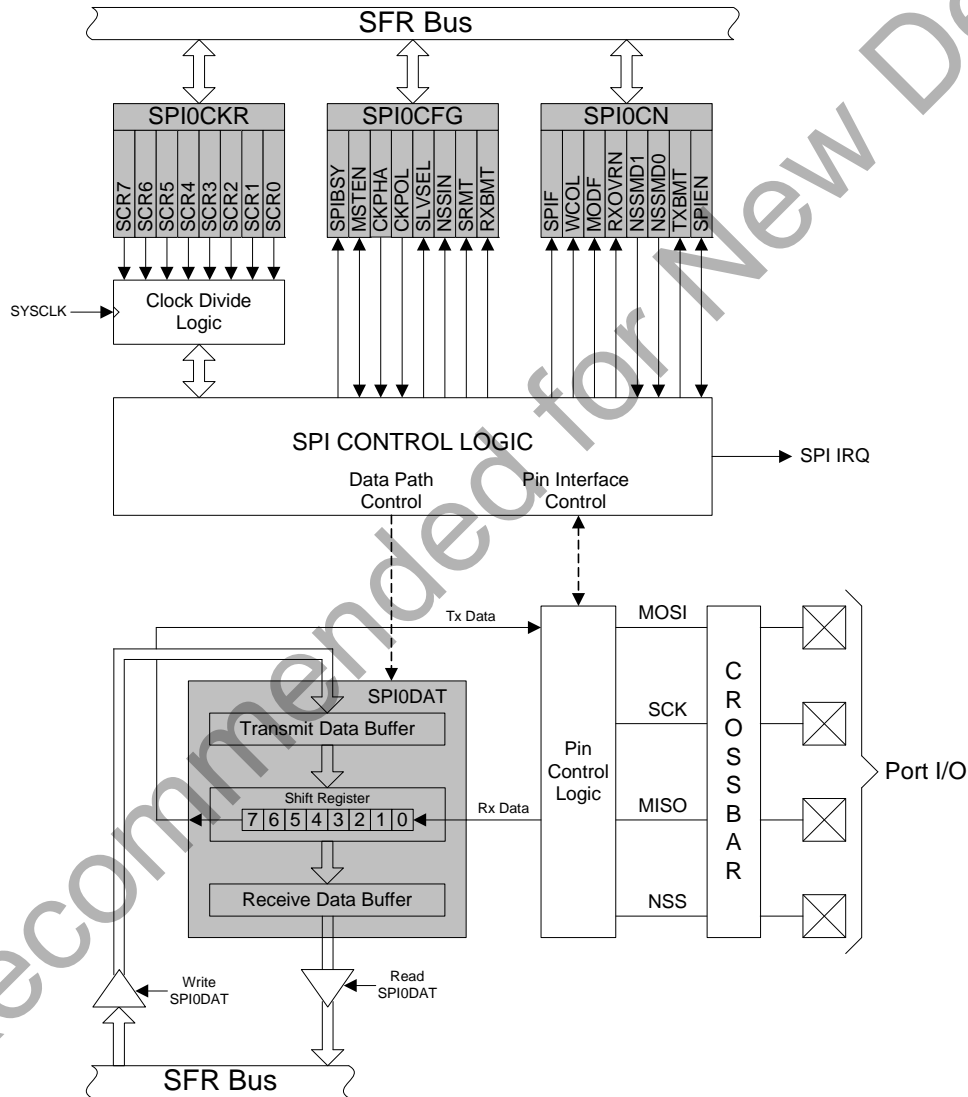 SFR Bus
SPI0CKR
SCR7
SCR6
SCR5
SCR4
SCR3
SCR2
SCR1
SCR0
SPI0CFG
SPIBSY
MSTEN
CKPHA
CKPOL
SLVSEL
NSSIN
SRMT
RXBMT
SPI0CN
SPIF
WCOL
MODF
RXOVRN
NSSMD1
NSSMD0
TXBMT
SPIEN
SYSCLK
Clock Divide
Logic
SPI CONTROL LOGIC
Data Path
Control
Pin Interface
Control
SPI IRQ
Tx Data
MOSI
SPI0DAT
Transmit Data Buffer
SCK
Shift Register
7 6 5 4 3 2 1 0
Rx Data
Pin
Control
Logic
MISO
Receive Data Buffer
NSS
CROSSBAR
Port I/O
Write
SPI0DAT
Read
SPI0DAT
SFR Bus
ecommended for New De